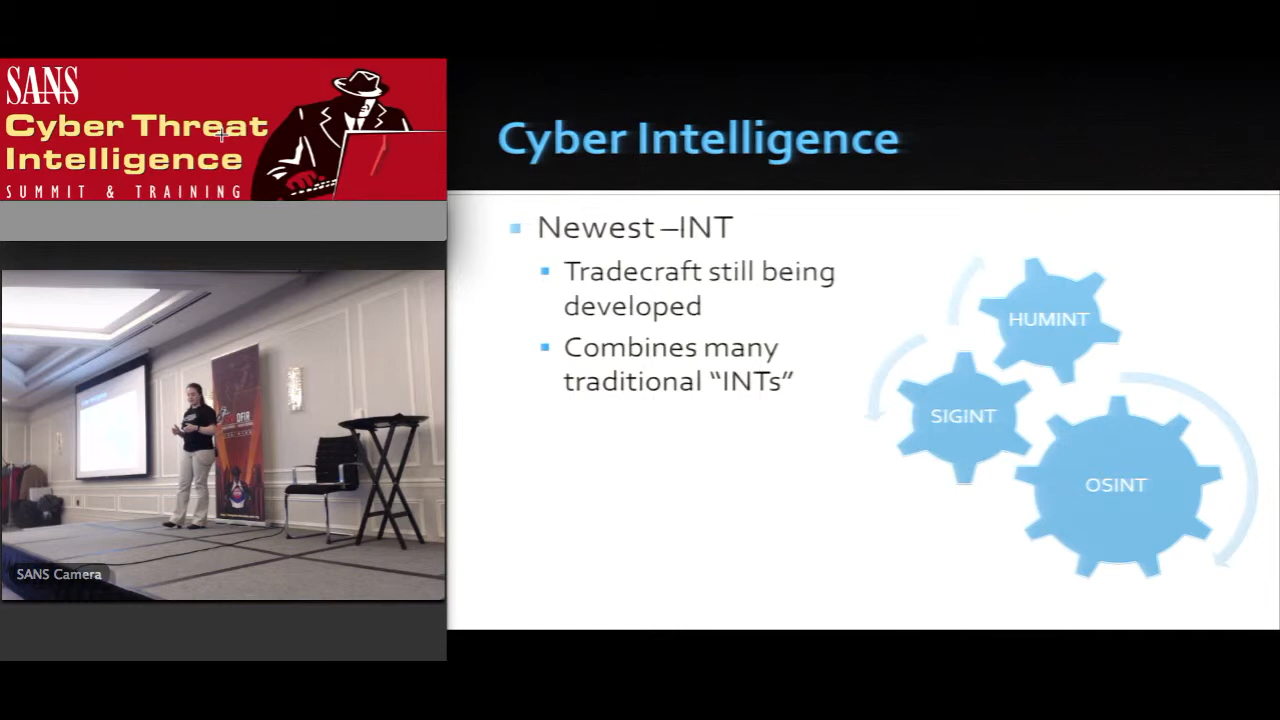 SANS
Cyber Threat
Intelligence
SUMMIT & TRAINING
Cyber Intelligence
Newest –INT
Tradecraft still being
developed
Combines many
traditional “INTs”
HUMINT
SIGINT
OSINT
DFIR
SANS Camera